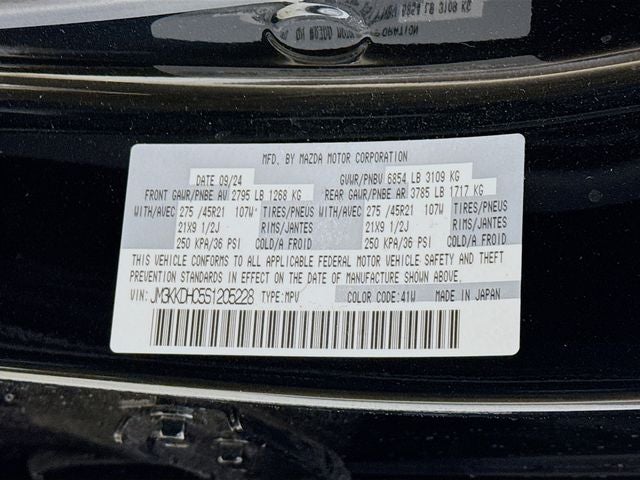 MFD. BY MAZDA MOTOR CORPORATION
DATE 09/24 GVWR/PNBV 6854 LB 3109 KG
FRONT GAWR/PNBE AV 2795 LB 1268 KG REAR GAWR/PNBE AR 3785 LB 1717 KG
WITH/AVEC 275 /45R21 107W TIRES/PNEUS WITH/AVEC 275 /45R21 107W TIRES/PNEUS
21X9 1/2J RIMS/JANTES 21X9 1/2J RIMS/JANTES
250 KPA/36 PSI COLD/A FROID 250 KPA/36 PSI COLD/A FROID
THIS VEHICLE CONFORMS TO ALL APPLICABLE FEDERAL MOTOR VEHICLE SAFETY AND THEFT
PREVENTION STANDARDS IN EFFECT ON THE DATE OF MANUFACTURE SHOWN ABOVE.
VIN: JM3KKDHC5S1205228 TYPE:MPV COLOR CODE:41W MADE IN JAPAN